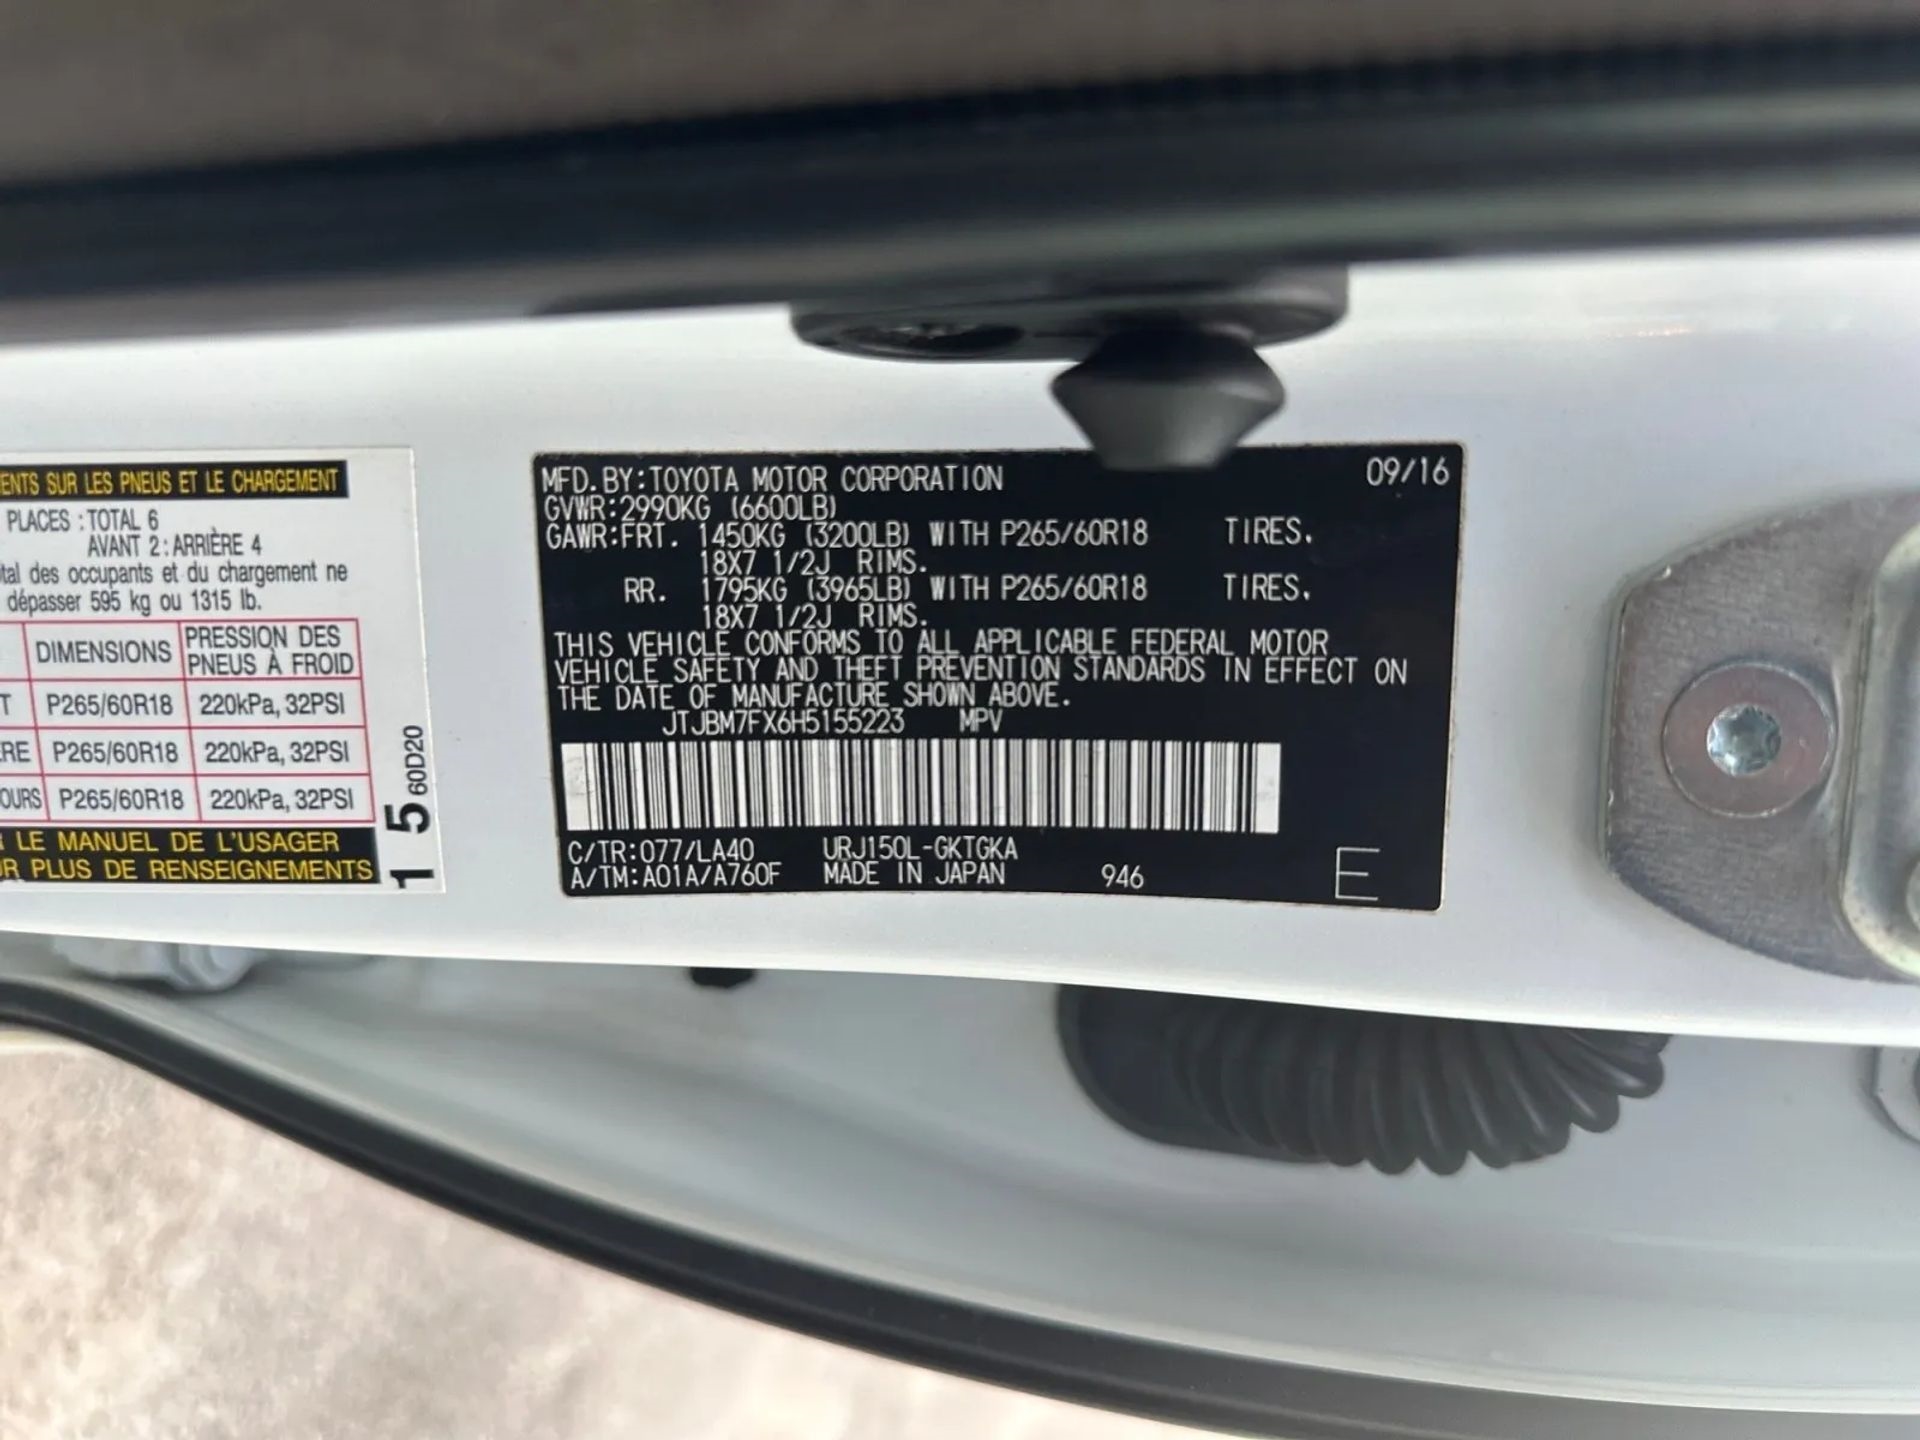 ENTS SUR LES PNEUS ET LE CHARGEMENT
PLACES : TOTAL 6
AVANT 2 : ARRIÈRE 4
tal des occupants et du chargement ne
dépasser 595 kg ou 1315 lb.
DIMENSIONS PRESSION DES
PNEUS À FROID
T P265/60R18 220kPa, 32PSI
RE P265/60R18 220kPa, 32PSI
OURS P265/60R18 220kPa, 32PSI
LE MANUEL DE L'USAGER
R PLUS DE RENSEIGNEMENTS
15 60D20
MFD. BY: TOYOTA MOTOR CORPORATION 09/16
GVWR: 2990KG (6600LB)
GAWR: FRT. 1450KG (3200LB) WITH P265/60R18 TIRES.
18X7 1/2J RIMS.
RR. 1795KG (3965LB) WITH P265/60R18 TIRES.
18X7 1/2J RIMS.
THIS VEHICLE CONFORMS TO ALL APPLICABLE FEDERAL MOTOR
VEHICLE SAFETY AND THEFT PREVENTION STANDARDS IN EFFECT ON
THE DATE OF MANUFACTURE SHOWN ABOVE.
JTJBM7FX6H5155223 MPV
C/TR: 077/LA40 URJ150L-GKTGKA
A/TM: A01A/A760F MADE IN JAPAN 946 E